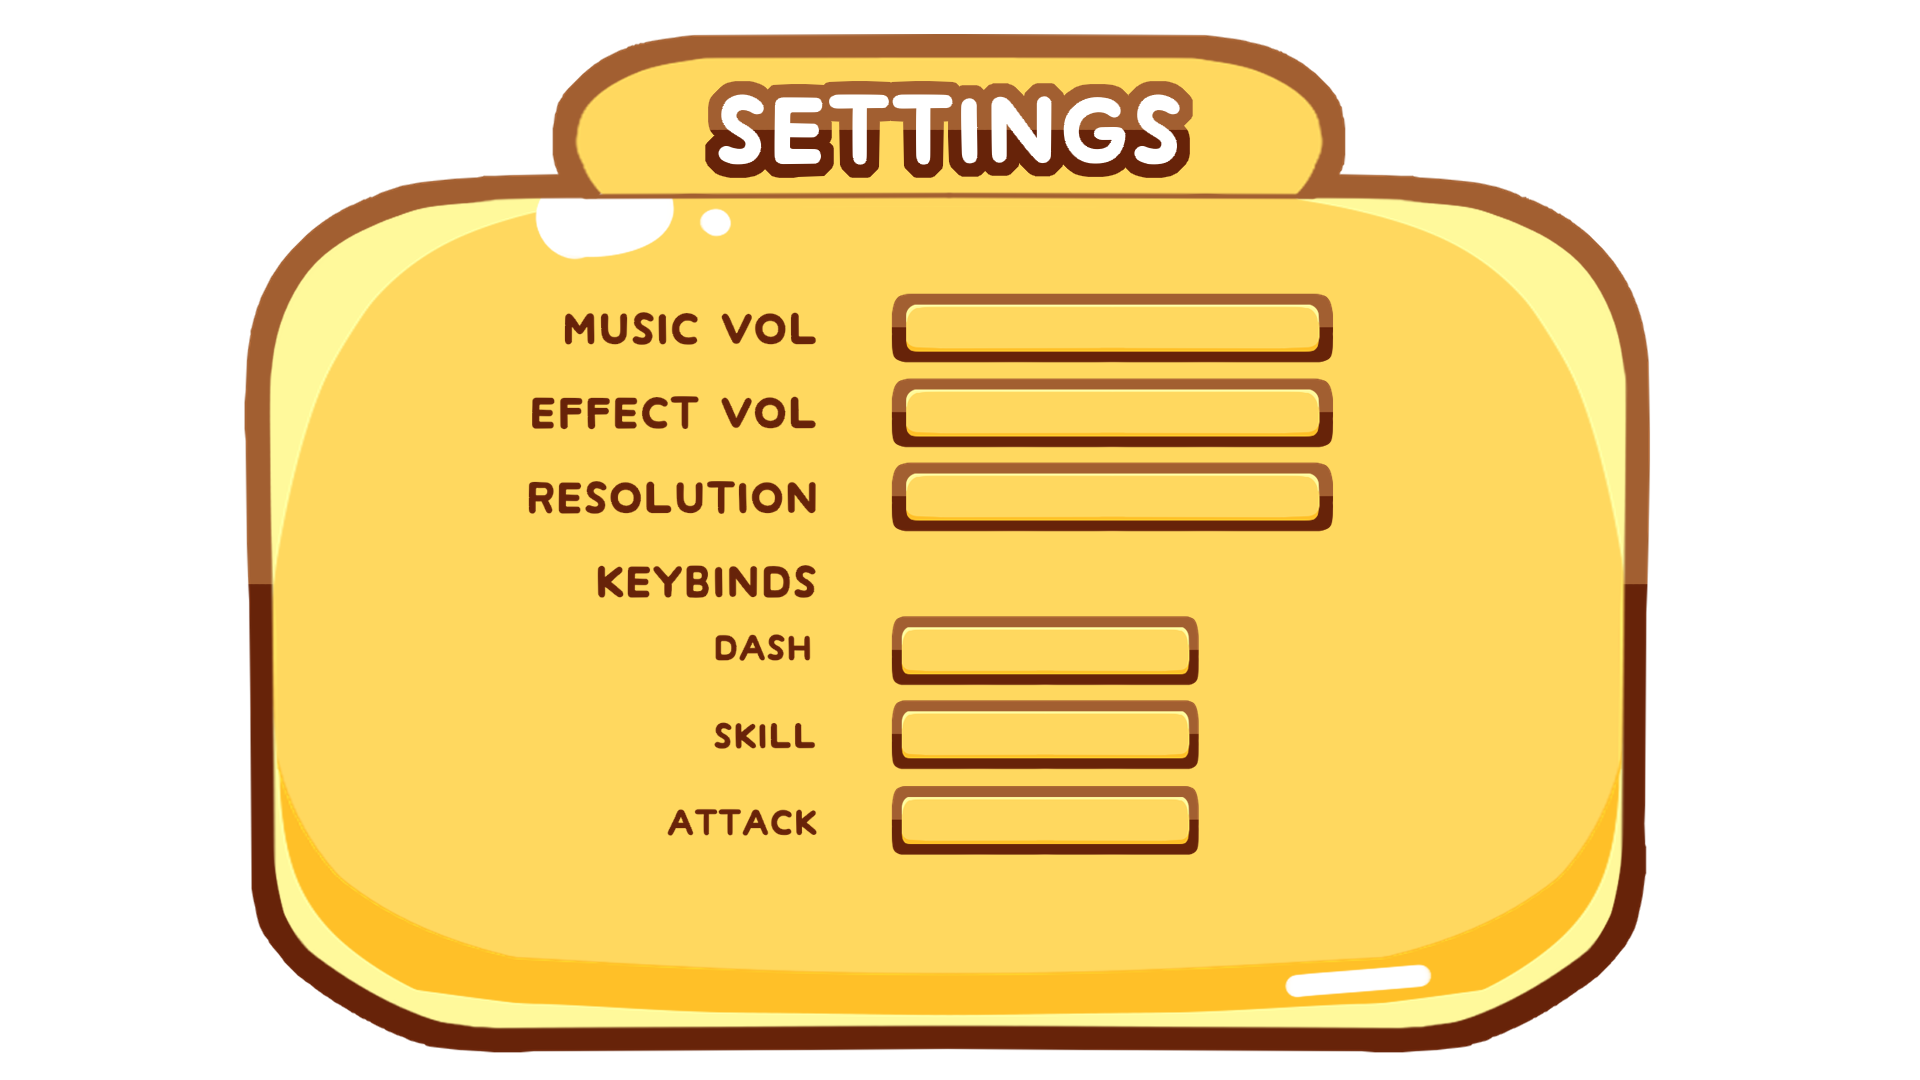 SETTINGS
MUSIC VOL
EFFECT VOL
RESOLUTION
KEYBINDS
DASH
SKILL
ATTACK